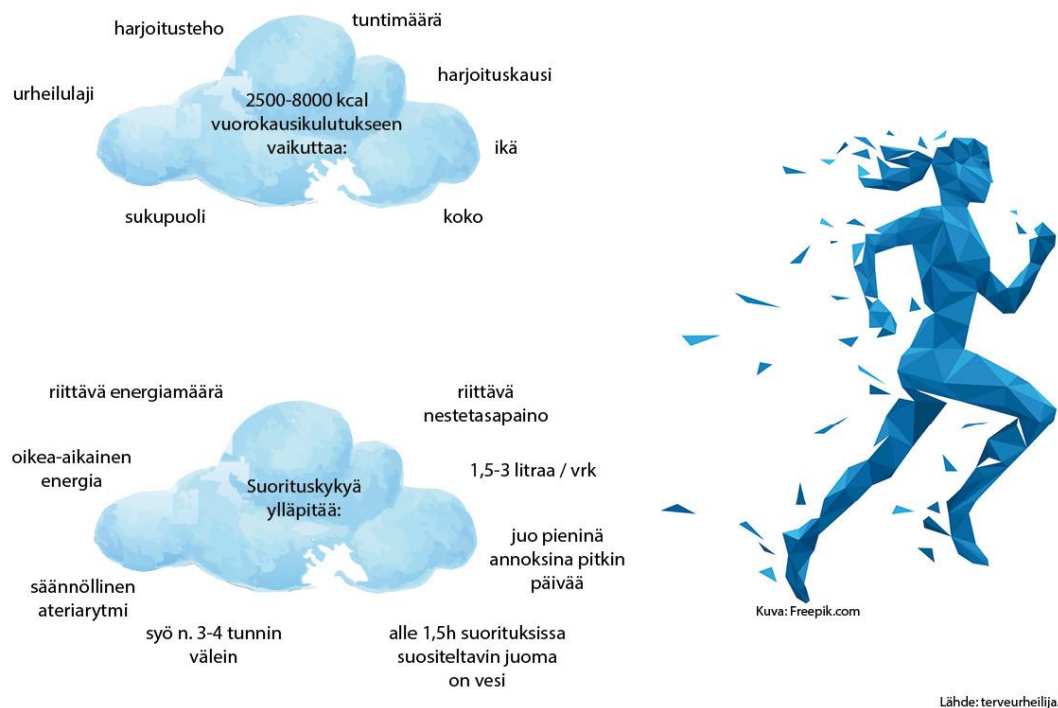 harjoitusteho
tuntimäärä
urheilulaji
harjoituskausi
2500-8000 kcal
vuorokausikulutukseen
vaikuttaa:
ikä
sukupuoli
koko
riittävä energiamäärä
riittävä
nestetasapaino
oikea-aikainen
energia
1,5-3 litraa / vrk
Suorituskykyä
ylläpitää:
juo pieninä
annoksina pitkin
päivää
säännöllinen
ateriarytmi
syö n. 3-4 tunnin
välein
alle 1,5h suorituksissa
suositeltavin juoma
on vesi
Kuva: Freepik.com
Lähde: terveurheilija